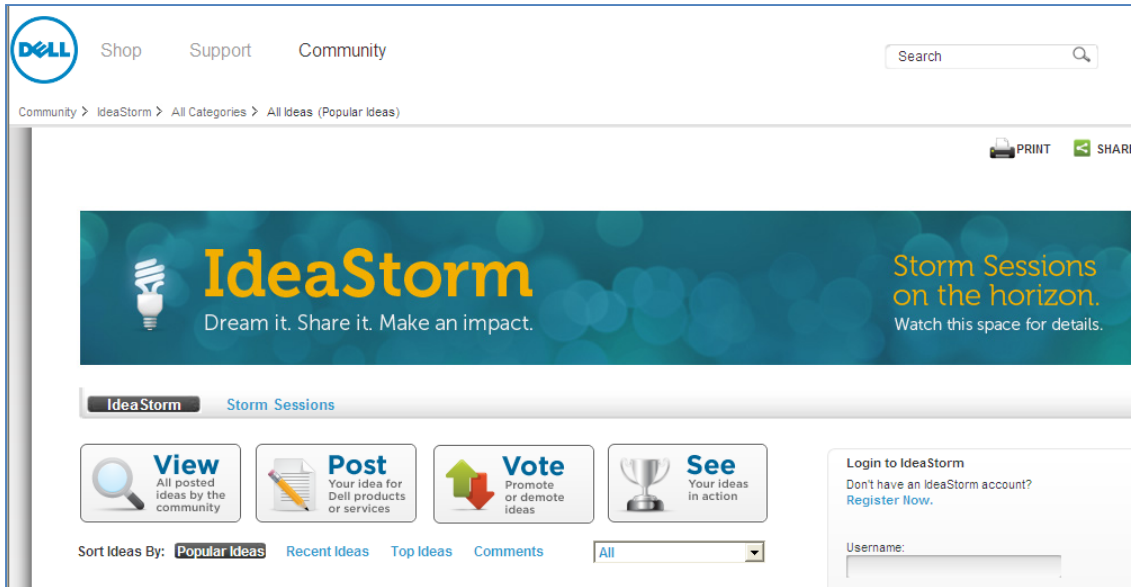 DELL
Shop Support Community
Search
Community > IdeaStorm > All Categories > All Ideas (Popular Ideas)
PRINT SHARE
IdeaStorm
Dream it. Share it. Make an impact.
Storm Sessions
on the horizon.
Watch this space for details.
IdeaStorm Storm Sessions
View
All posted
ideas by the
community
Post
Your idea for
Dell products
or services
Vote
Promote
or demote
ideas
See
Your ideas
in action
Sort Ideas By: Popular Ideas Recent Ideas Top Ideas Comments All
Login to IdeaStorm
Don't have an IdeaStorm account?
Register Now.
Username: